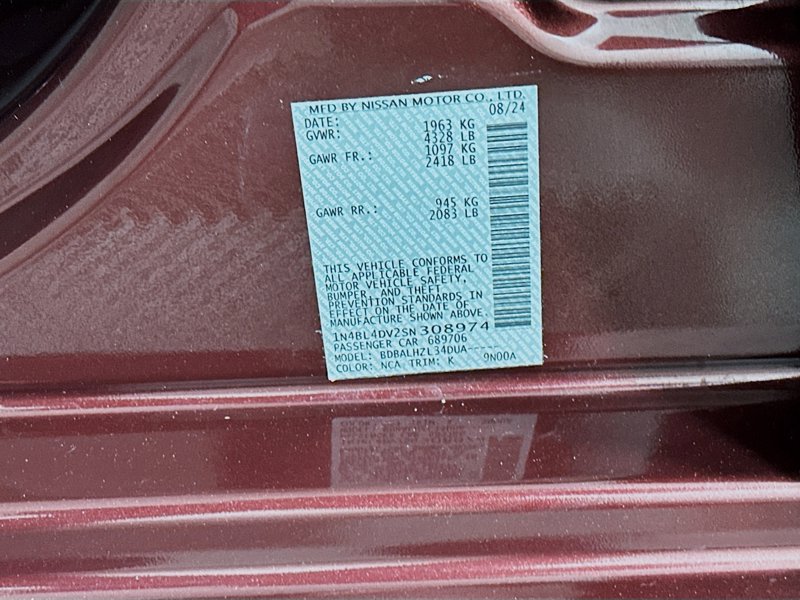 MFD BY NISSAN MOTOR CO., LTD.
DATE: 08/24
GVWR: 1963 KG
4328 LB
GAWR FR.: 1097 KG
2418 LB
GAWR RR.: 945 KG
2083 LB
THIS VEHICLE CONFORMS TO
ALL APPLICABLE FEDERAL
MOTOR VEHICLE SAFETY,
BUMPER, AND THEFT
PREVENTION STANDARDS IN
EFFECT ON THE DATE OF
MANUFACTURE SHOWN ABOVE.
1N4BL4DV2SN308974
PASSENGER CAR 689706
MODEL: BDBALHZL34DUA-----
COLOR: NCA TRIM: K 9N00A